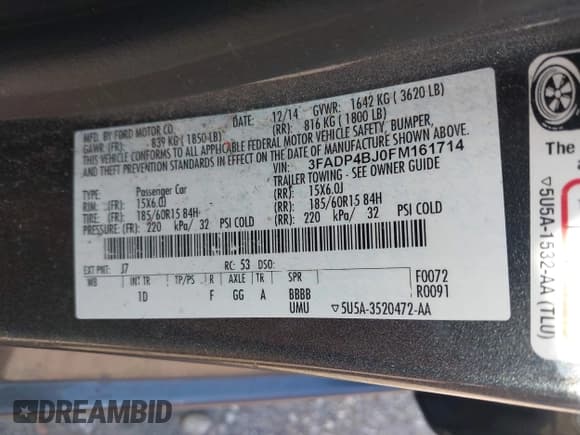 MFD. BY FORD MOTOR CO.
DATE: 12/14 GVWR: 1642 KG ( 3620 LB)
GAWR (FR): 839 KG ( 1850 LB) (RR): 816 KG ( 1800 LB)
THIS VEHICLE CONFORMS TO ALL APPLICABLE FEDERAL MOTOR VEHICLE SAFETY, BUMPER,
AND THEFT PREVENTION STANDARDS IN EFFECT ON THE DATE OF MANUFACTURE SHOWN ABOVE.
VIN: 3FADP4BJ0FM161714
TYPE: Passenger Car TRAILER TOWING - SEE OWNER GUIDE
RIM: (FR): 15X6.0J (RR): 15X6.0J
TIRE: (FR): 185/60R15 84H (RR): 185/60R15 84H
PRESSURE: (FR): 220 kPa/ 32 PSI COLD (RR): 220 kPa/ 32 PSI COLD
EXT PNT: J7 RC: 53 DSO: F0072
WB INT TR TP/PS R AXLE TR SPR R0091
1D F GG A BBBB
UMU ▽5U5A-3520472-AA
The
▽5U5A-1532-AA (TLU)
DREAMBID